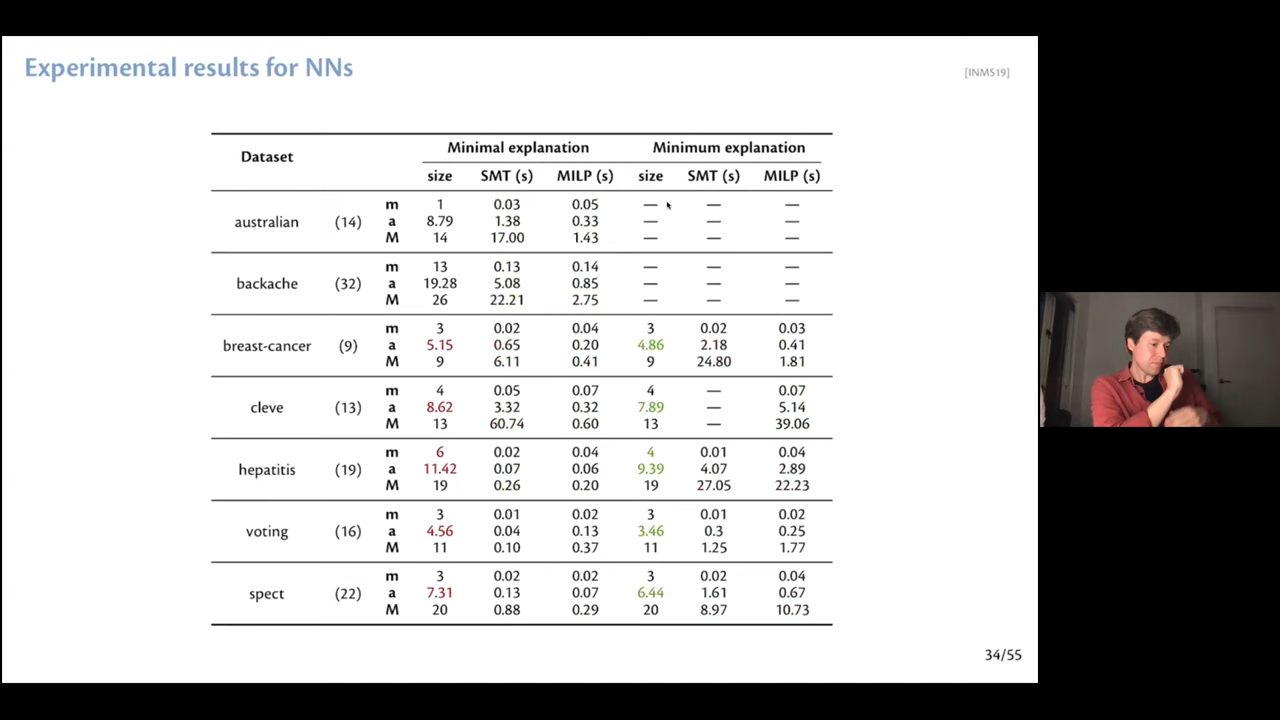 Experimental results for NNs
[INMS19]
Dataset Minimal explanation Minimum explanation
size SMT (s) MILP (s) size SMT (s) MILP (s)
m 1 0.03 0.05 — — —
australian (14) a 8.79 1.38 0.33 — — —
M 14 17.00 1.43 — — —
m 13 0.13 0.14 — — —
backache (32) a 19.28 5.08 0.85 — — —
M 26 22.21 2.75 — — —
m 3 0.02 0.04 3 0.02 0.03
breast-cancer (9) a 5.15 0.65 0.20 4.86 2.18 0.41
M 9 6.11 0.41 9 24.80 1.81
m 4 0.05 0.07 4 — 0.07
cleve (13) a 8.62 3.32 0.32 7.89 — 5.14
M 13 60.74 0.60 13 — 39.06
m 6 0.02 0.04 4 0.01 0.04
hepatitis (19) a 11.42 0.07 0.06 9.39 4.07 2.89
M 19 0.26 0.20 19 27.05 22.23
m 3 0.01 0.02 3 0.01 0.02
voting (16) a 4.56 0.04 0.13 3.46 0.3 0.25
M 11 0.10 0.37 11 1.25 1.77
m 3 0.02 0.02 3 0.02 0.04
spect (22) a 7.31 0.13 0.07 6.44 1.61 0.67
M 20 0.88 0.29 20 8.97 10.73
34/55